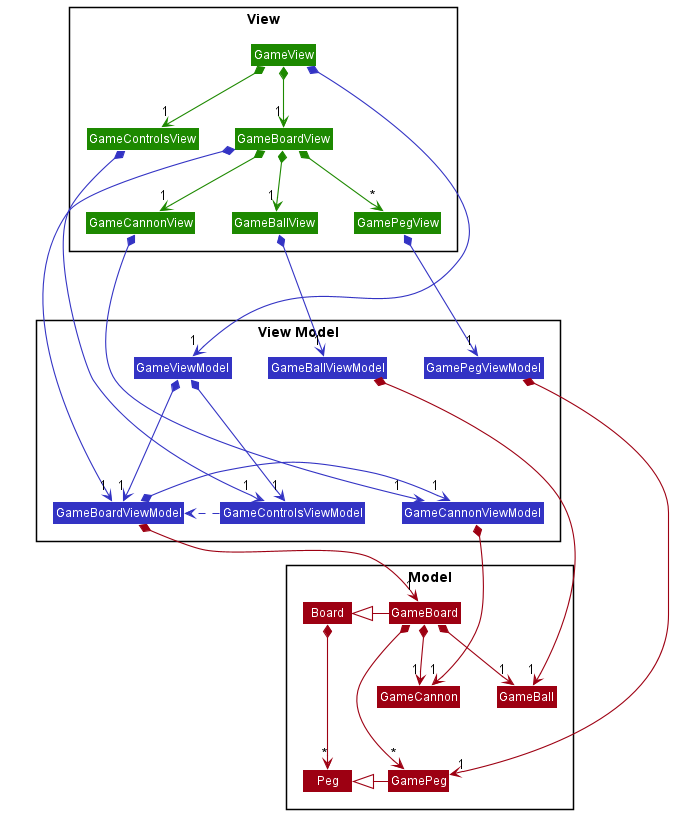 View
GameView
1
1
GameControlsView
GameBoardView
1
1
*
GameCannonView
GameBallView
GamePegView
View Model
1
1
1
GameViewModel
GameBallViewModel
GamePegViewModel
1
1
1
1
1
1
GameBoardViewModel
GameControlsViewModel
GameCannonViewModel
Model
1
Board
GameBoard
1
1
1
1
GameCannon
GameBall
*
*
1
Peg
GamePeg